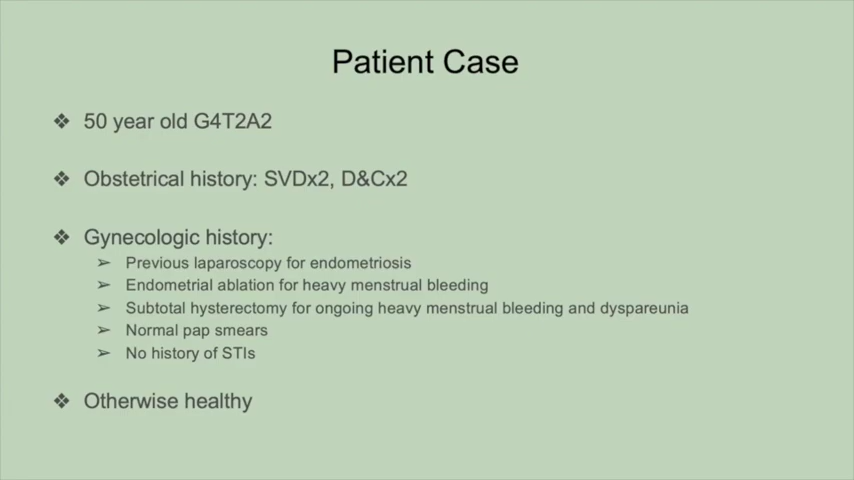 Patient Case
❖ 50 year old G4T2A2
❖ Obstetrical history: SVDx2, D&Cx2
❖ Gynecologic history:
➢ Previous laparoscopy for endometriosis
➢ Endometrial ablation for heavy menstrual bleeding
➢ Subtotal hysterectomy for ongoing heavy menstrual bleeding and dyspareunia
➢ Normal pap smears
➢ No history of STIs
❖ Otherwise healthy